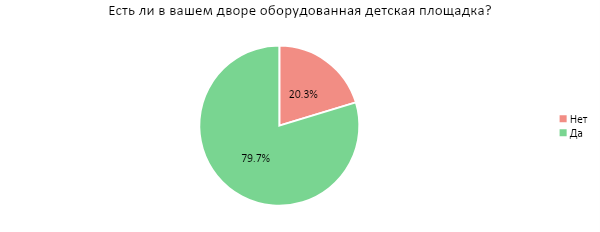 Есть ли в вашем дворе оборудованная детская площадка?
20.3%
79.7%
Нет
Да